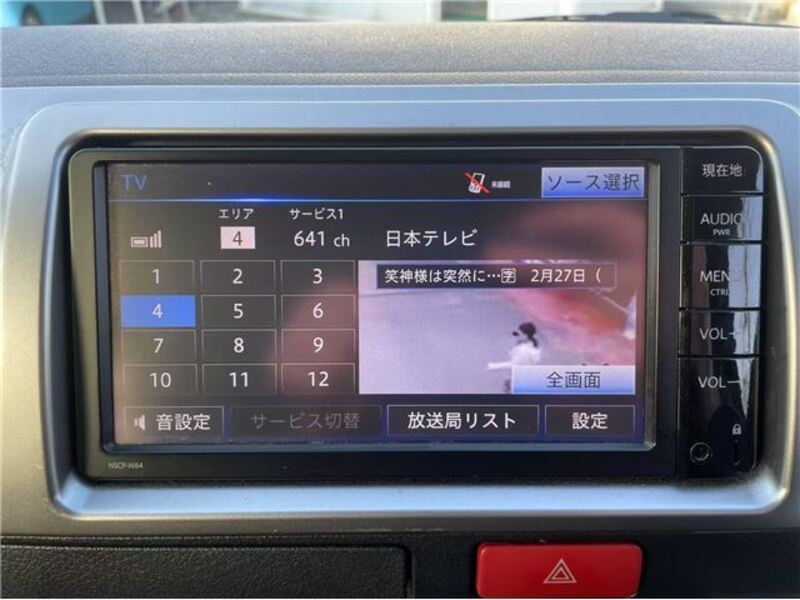 TV 未接続 ソース選択
エリア サービス1
4 641 ch 日本テレビ
笑神様は突然に…字 2月27日(
1 2 3
4 5 6
7 8 9
10 11 12
全画面
音設定 サービス切替 放送局リスト 設定
NSCP-W64
現在地
AUDIO
PWR
MENU
CTRL
VOL+
VOL-